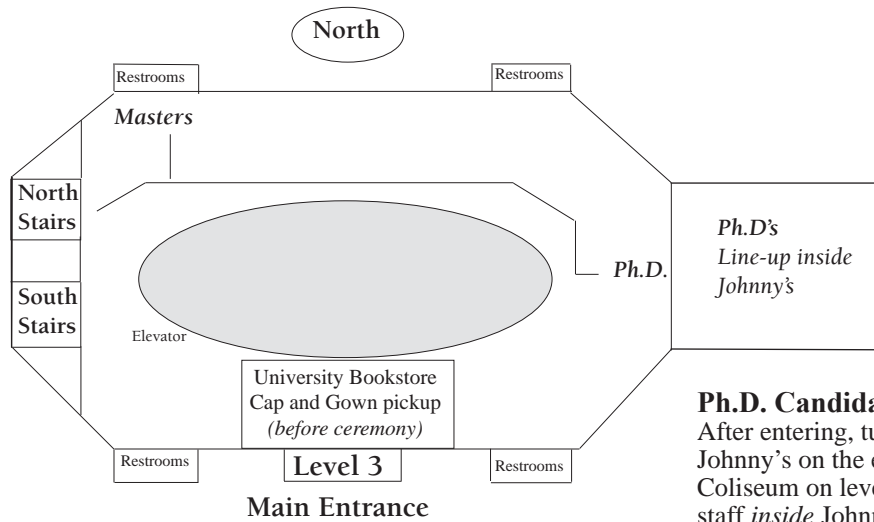 North
Restrooms
Restrooms
Masters
North
Stairs
Ph.D's
Line-up inside
Johnny's
Ph.D.
South
Stairs
Elevator
University Bookstore
Cap and Gown pickup
(before ceremony)
Ph.D. Candida
After entering, tu
Johnny's on the e
Coliseum on leve
staff inside Johnn
Restrooms
Level 3
Restrooms
Main Entrance